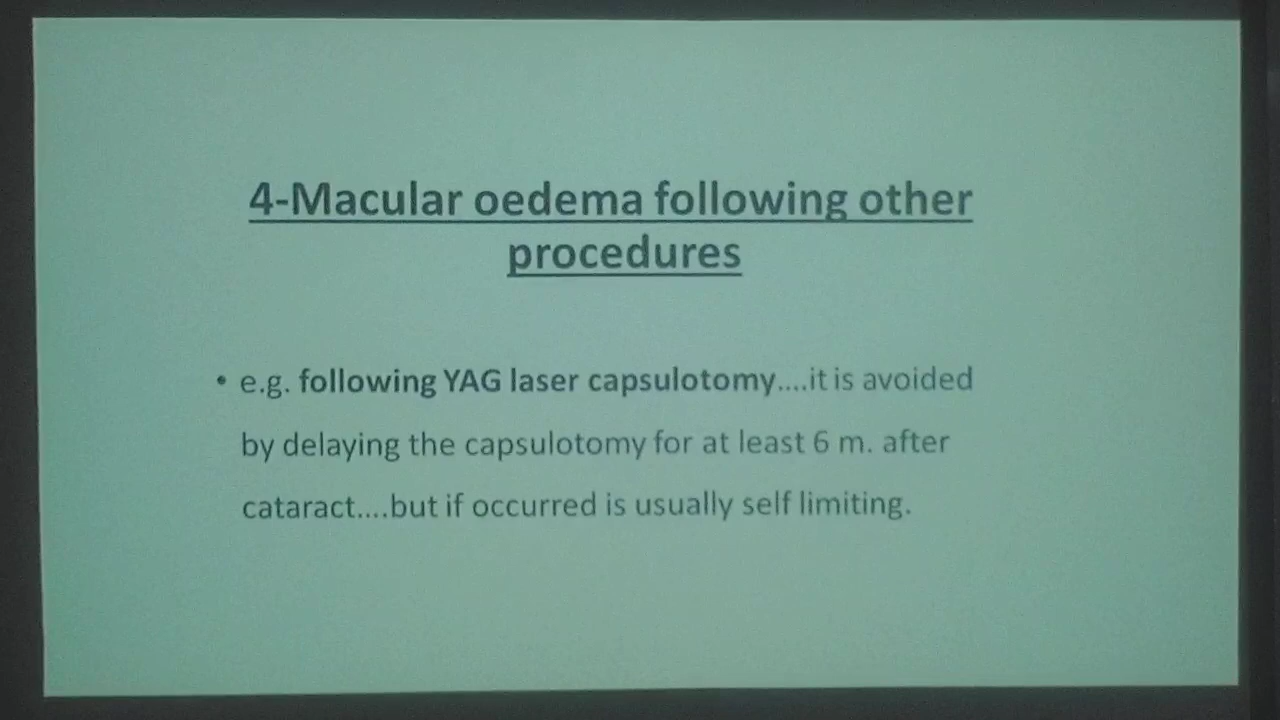 4-Macular oedema following other
procedures
• e.g. following YAG laser capsulotomy....it is avoided
by delaying the capsulotomy for at least 6 m. after
cataract....but if occurred is usually self limiting.